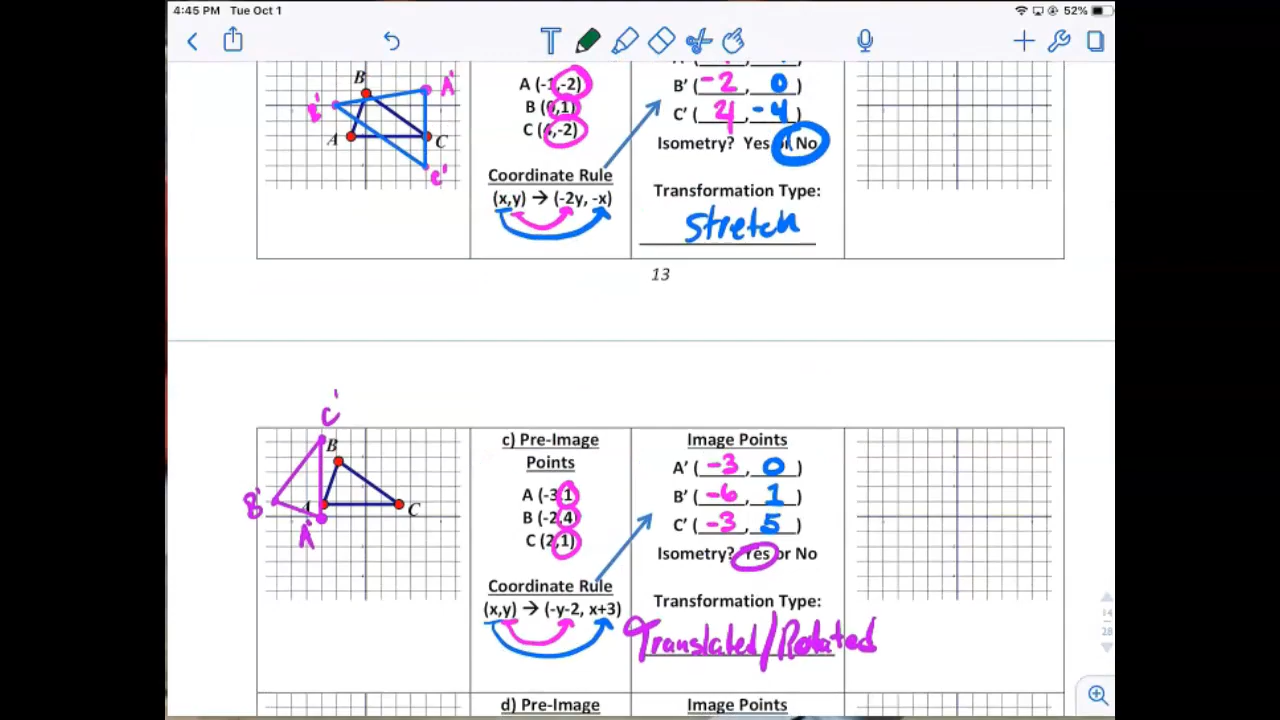 4:45 PM Tue Oct 1
52%
B
A'
B'
A
C
C'
A (-1,-2)
B (0,1)
C (4,-2)
Coordinate Rule
(x,y) → (-2y, -x)
B' ( -2 , 0 )
C' ( 4 , -4 )
Isometry? Yes or No
Transformation Type:
Stretch
13
C'
B
B'
A
C
A'
c) Pre-Image
Points
A (-3,1)
B (-2,4)
C (2,1)
Coordinate Rule
(x,y) → (-y-2, x+3)
Image Points
A' ( -3 , 0 )
B' ( -6 , 1 )
C' ( -3 , 5 )
Isometry? Yes or No
Transformation Type:
Translated/Rotated
14
28
d) Pre-Image
Image Points